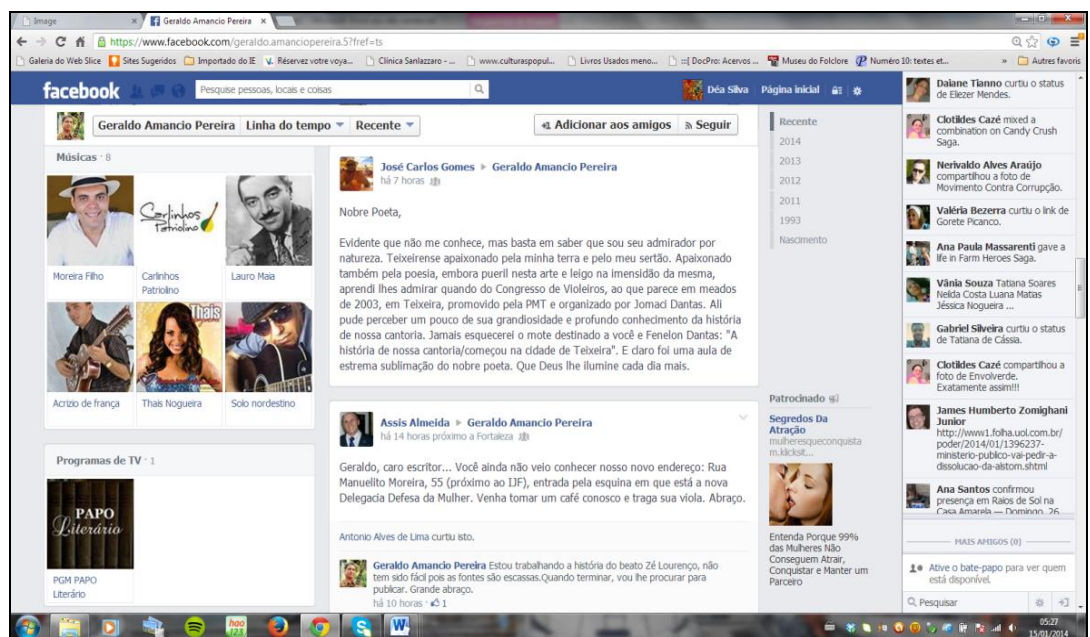 Image
Geraldo Amancio Pereira
https://www.facebook.com/geraldo.amanciopereira.5?fref=ts
Galeria do Web Slice
Sites Sugeridos
Importado do IE
Réservez votre voya...
Clínica Sanlazzaro - ...
www.culturaspopul...
Livros Usados meno...
::[ DocPro: Acervos ...
Museu do Folclore
Numéro 10: textes et...
»
Outras favoris
facebook
Pesquise pessoas, locais e coisas
Déa Silva
Página inicial
Geraldo Amancio Pereira
Linha do tempo
Recente
Adicionar aos amigos
Seguir
Músicas · 8
Carlinhos
Patriolino
Moreira Filho
Carlinhos
Patriolino
Lauro Maia
Thais
Acrizio de frança
Thais Nogueira
Solo nordestino
Programas de TV · 1
PAPO
Literário
PGM PAPO
Literário
José Carlos Gomes ▸ Geraldo Amancio Pereira
há 7 horas
Nobre Poeta,
Evidente que não me conhece, mas basta em saber que sou seu admirador por
natureza. Teixeirense apaixonado pela minha terra e pelo meu sertão. Apaixonado
também pela poesia, embora pueril nesta arte e leigo na imensidão da mesma,
aprendi lhes admirar quando do Congresso de Violeiros, ao que parece em meados
de 2003, em Teixeira, promovido pela PMT e organizado por Jomaci Dantas. Ali
pude perceber um pouco de sua grandiosidade e profundo conhecimento da história
de nossa cantoria. Jamais esquecerei o mote destinado a você e Fenelon Dantas: "A
história de nossa cantoria/começou na cidade de Teixeira". E claro foi uma aula de
estrema sublimação do nobre poeta. Que Deus lhe ilumine cada dia mais.
Assis Almeida ▸ Geraldo Amancio Pereira
há 14 horas próximo a Fortaleza
Geraldo, caro escritor... Você ainda não veio conhecer nosso novo endereço: Rua
Manuelito Moreira, 55 (próximo ao IJF), entrada pela esquina em que está a nova
Delegacia Defesa da Mulher. Venha tomar um café conosco e traga sua viola. Abraço.
Antonio Alves de Lima curtiu isto.
Geraldo Amancio Pereira Estou trabalhando a história do beato Zé Lourenço, não
tem sido fácil pois as fontes são escassas.Quando terminar, vou lhe procurar para
publicar. Grande abraço.
há 10 horas · 1
Recente
2014
2013
2012
2011
1993
Nascimento
Patrocinado
Segredos Da
Atração
mulheresqueconquista
m.klicksit...
Entenda Porque 99%
das Mulheres Não
Conseguem Atrair,
Conquistar e Manter um
Parceiro
Daiane Tianno curtiu o status
de Eliezer Mendes.
Clotildes Cazé mixed a
combination on Candy Crush
Saga.
Nerivaldo Alves Araújo
compartilhou a foto de
Movimento Contra Corrupção.
Valéria Bezerra curtiu o link de
Gorete Picanco.
Ana Paula Massarenti gave a
life in Farm Heroes Saga.
Vânia Souza Tatiana Soares
Neilda Costa Luana Matias
Jéssica Nogueira ...
Gabriel Silveira curtiu o status
de Tatiana de Cássia.
Clotildes Cazé compartilhou a
foto de Envolverde.
Exatamente assim!!!
James Humberto Zomighani
Junior
http://www1.folha.uol.com.br/
poder/2014/01/1396237-
ministerio-publico-vai-pedir-a-
dissolucao-da-alstom.shtml
Ana Santos confirmou
presença em Raios de Sol na
Casa Amarela — Domingo, 26
MAIS AMIGOS (0)
Ative o bate-papo para ver quem
está disponível.
Pesquisar
hao
123
05:27
15/01/2014